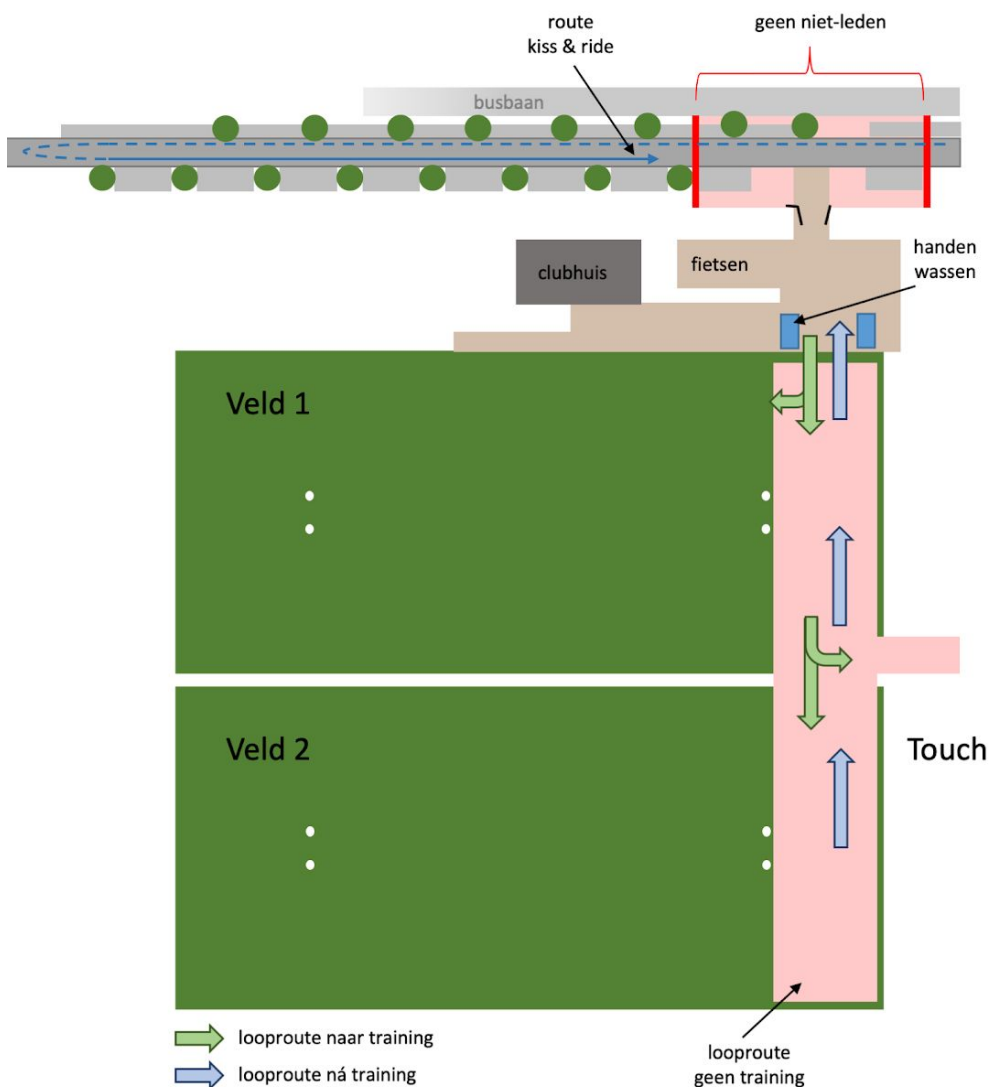 route
kiss & ride
geen niet-leden
busbaan
clubhuis
fietsen
handen
wassen
Veld 1
Veld 2
Touch
looproute naar training
looproute ná training
looproute
geen training